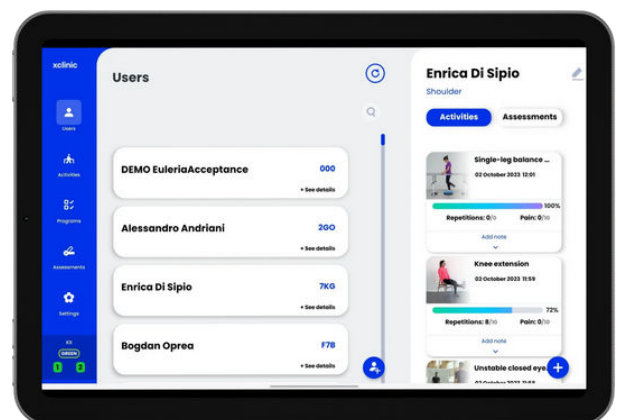 xclinic
Users
Activities
Programs
Assessments
Settings
GREEN
Users
DEMO EuleriaAcceptance
000
+ See details
Alessandro Andriani
2GO
+ See details
Enrica Di Sipio
7KG
+ See details
Bogdan Oprea
F7B
+ See details
Enrica Di Sipio
Shoulder
Activities
Assessments
Single-leg balance ...
02 October 2023 12:01
100%
Repetitions: 0/0
Pain: 0/10
Add note
Knee extension
02 October 2023 11:59
72%
Repetitions: 8/10
Pain: 0/10
Add note
Unstable closed eye..